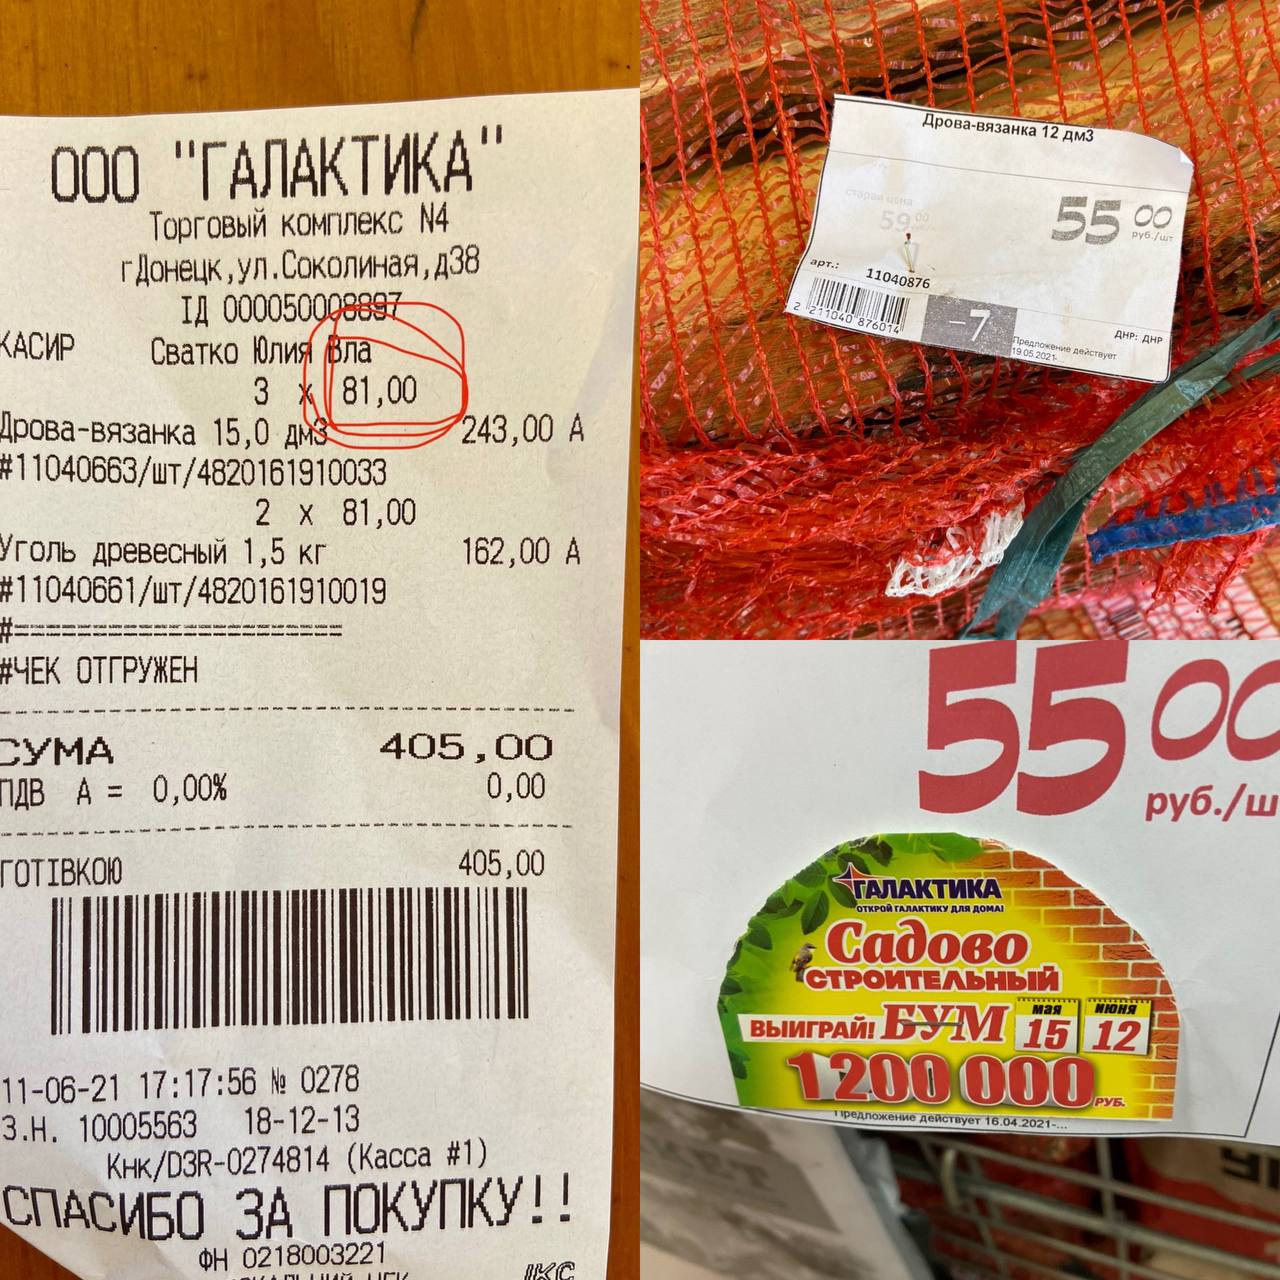 ООО "ГАЛАКТИКА"
Торговый комплекс N4
гДонецк,ул.Соколиная,д38
ІД 000050008897
КАСИР Сватко Юлия Вла
3 х 81,00
Дрова-вязанка 15,0 дм3 243,00 А
#11040663/шт/4820161910033
2 х 81,00
Уголь древесный 1,5 кг 162,00 А
#11040661/шт/4820161910019
#====================
#ЧЕК ОТГРУЖЕН
СУМА 405,00
ПДВ А = 0,00% 0,00
ГОТІВКОЮ 405,00
11-06-21 17:17:56 № 0278
З.Н. 10005563 18-12-13
Кнк/D3R-0274814 (Касса #1)
СПАСИБО ЗА ПОКУПКУ!!
ФН 0218003221
ІКС
Дрова-вязанка 12 дм3
старая цена
59 00
55 00
руб./шт
арт.: 11040876
2 211040 876014
-7
ДНР: ДНР
Предложение действует
19.05.2021-...
55 00
руб./ш
ГАЛАКТИКА
ОТКРОЙ ГАЛАКТИКУ ДЛЯ ДОМА!
Садово
СТРОИТЕЛЬНЫЙ
ВЫИГРАЙ! БУМ мая 15 июня 12
1200 000 РУБ.
Предложение действует 16.04.2021-...